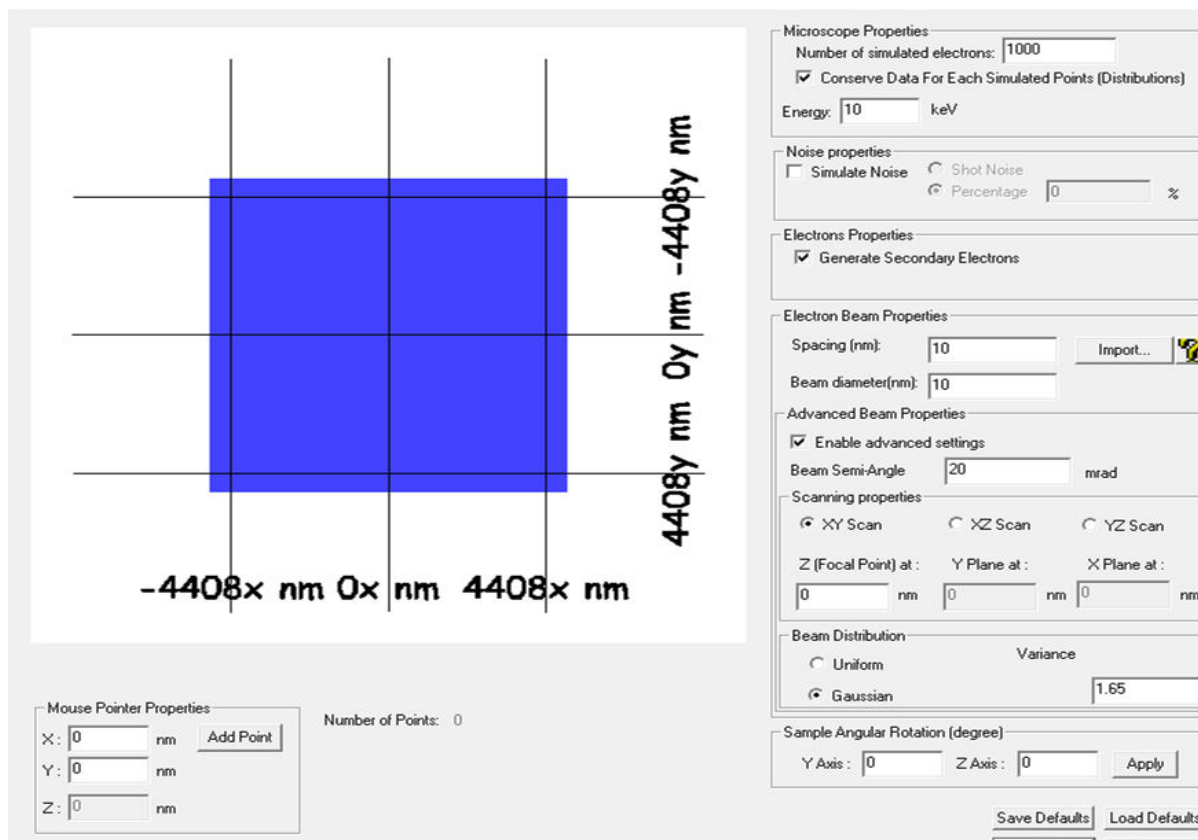 -4408y nm
0y nm
4408y nm
-4408x nm 0x nm 4408x nm
Mouse Pointer Properties
X: 0 nm Add Point
Y: 0 nm
Z: 0 nm
Number of Points: 0
Microscope Properties
Number of simulated electrons: 1000
Conserve Data For Each Simulated Points (Distributions)
Energy: 10 keV
Noise properties
Simulate Noise Shot Noise
Percentage 0 %
Electrons Properties
Generate Secondary Electrons
Electron Beam Properties
Spacing (nm): 10 Import...
Beam diameter(nm): 10
Advanced Beam Properties
Enable advanced settings
Beam Semi-Angle 20 mrad
Scanning properties
XY Scan XZ Scan YZ Scan
Z (Focal Point) at : Y Plane at : X Plane at :
0 nm 0 nm 0 nm
Beam Distribution
Uniform Variance
Gaussian 1.65
Sample Angular Rotation (degree)
Y Axis : 0 Z Axis : 0 Apply
Save Defaults Load Defaults